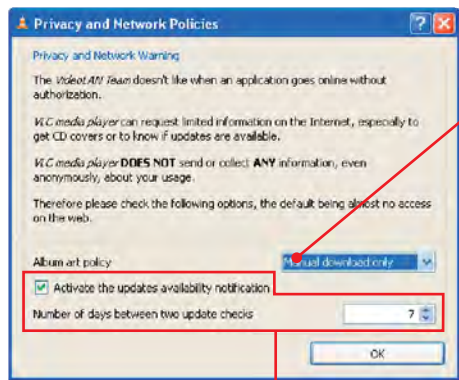 Privacy and Network Policies
Privacy and Network Warning
The VideoLAN Team doesn't like when an application goes online without
authorization.
VLC media player can request limited information on the Internet, especially to
get CD covers or to know if updates are available.
VLC media player DOES NOT send or collect ANY information, even
anonymously, about your usage.
Therefore please check the following options, the default being almost no access
on the web.
Album art policy
Manual download only
Activate the updates availability notification
Number of days between two update checks
7
OK